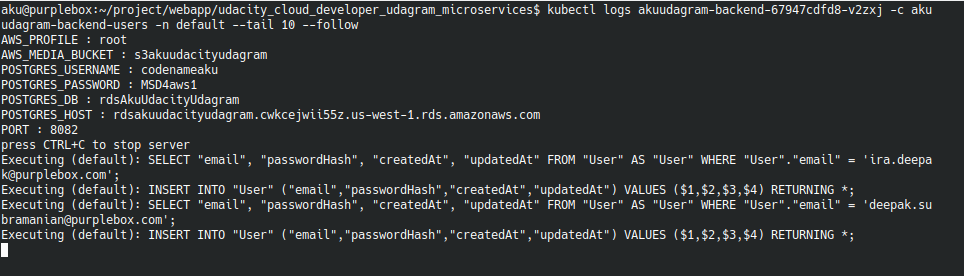 aku@purplebox:~/project/webapp/udacity_cloud_developer_udagram_microservices$ kubectl logs akuudagram-backend-67947cdfd8-v2zxj -c aku
udagram-backend-users -n default --tail 10 --follow
AWS_PROFILE : root
AWS_MEDIA_BUCKET : s3akuudacityudagram
POSTGRES_USERNAME : codenameaku
POSTGRES_PASSWORD : MSD4aws1
POSTGRES_DB : rdsAkuUdacityUdagram
POSTGRES_HOST : rdsakuudacityudagram.cwkcejwii55z.us-west-1.rds.amazonaws.com
PORT : 8082
press CTRL+C to stop server
Executing (default): SELECT "email", "passwordHash", "createdAt", "updatedAt" FROM "User" AS "User" WHERE "User"."email" = 'ira.deepa
k@purplebox.com';
Executing (default): INSERT INTO "User" ("email","passwordHash","createdAt","updatedAt") VALUES ($1,$2,$3,$4) RETURNING *;
Executing (default): SELECT "email", "passwordHash", "createdAt", "updatedAt" FROM "User" AS "User" WHERE "User"."email" = 'deepak.su
bramanian@purplebox.com';
Executing (default): INSERT INTO "User" ("email","passwordHash","createdAt","updatedAt") VALUES ($1,$2,$3,$4) RETURNING *;